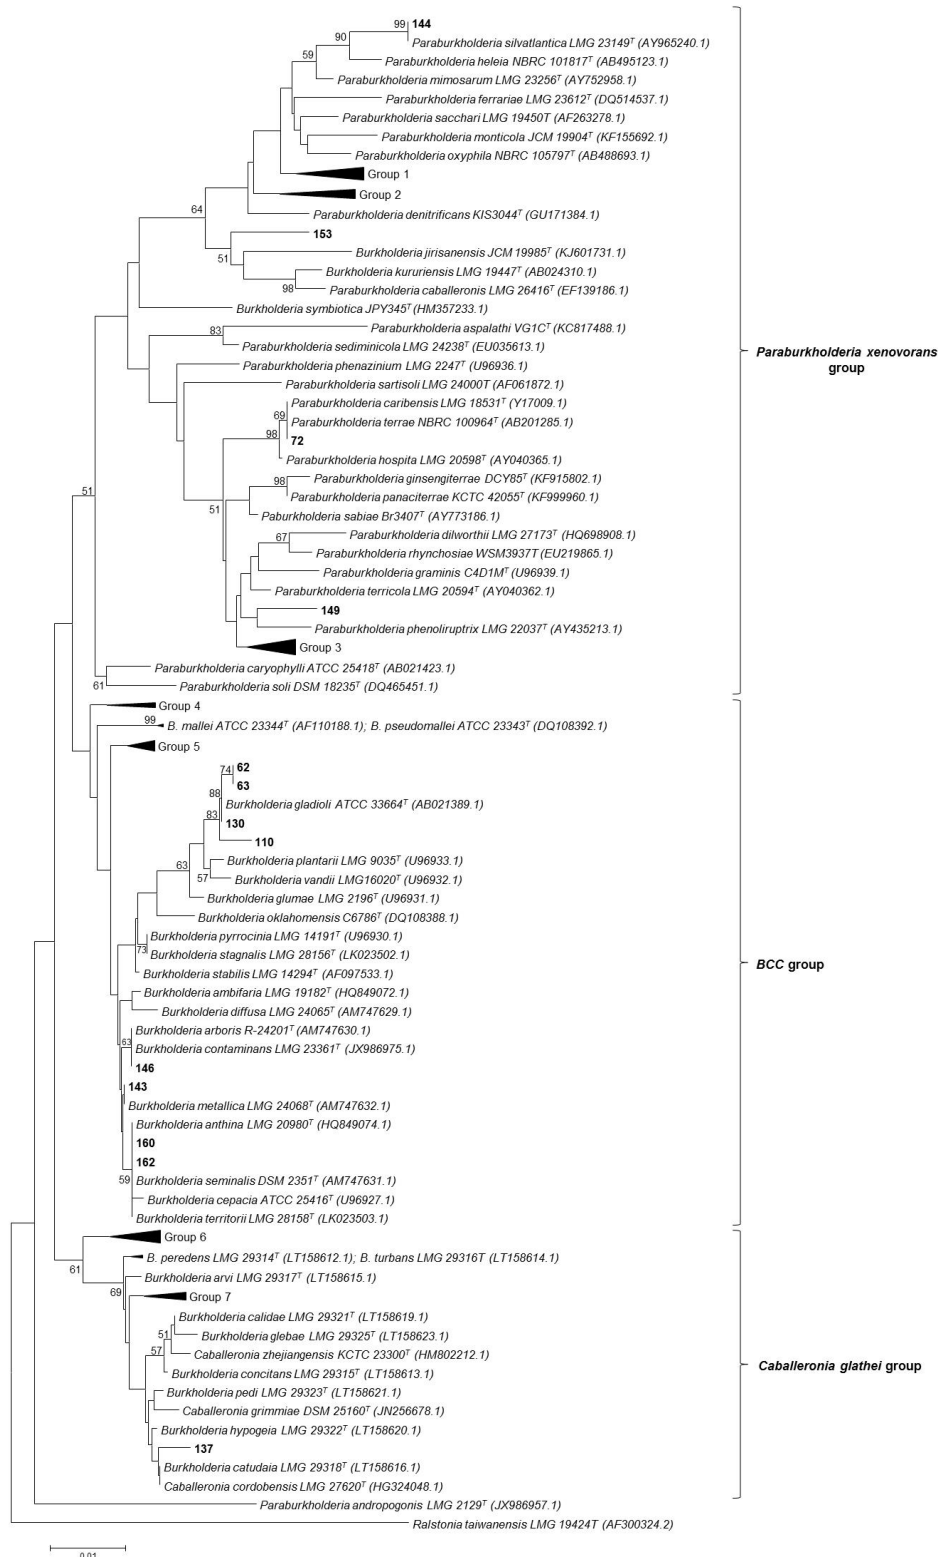 99 144
90 Paraburkholderia silvatlantica LMG 23149T (AY965240.1)
59 Paraburkholderia heleia NBRC 101817T (AB495123.1)
Paraburkholderia mimosarum LMG 23256T (AY752958.1)
Paraburkholderia ferrariae LMG 23612T (DQ514537.1)
Paraburkholderia sacchari LMG 19450T (AF263278.1)
Paraburkholderia monticola JCM 19904T (KF155692.1)
Paraburkholderia oxyphila NBRC 105797T (AB488693.1)
Group 1
Group 2
64 Paraburkholderia denitrificans KIS3044T (GU171384.1)
153
51 Burkholderia jirisanensis JCM 19985T (KJ601731.1)
Burkholderia kururiensis LMG 19447T (AB024310.1)
98 Paraburkholderia caballeronis LMG 26416T (EF139186.1)
Burkholderia symbiotica JPY345T (HM357233.1)
83 Paraburkholderia aspalathi VG1CT (KC817488.1)
Paraburkholderia sediminicola LMG 24238T (EU035613.1)
Paraburkholderia xenovorans
group
Paraburkholderia phenazinium LMG 2247T (U96936.1)
Paraburkholderia sartisoli LMG 24000T (AF061872.1)
Paraburkholderia caribensis LMG 18531T (Y17009.1)
69 Paraburkholderia terrae NBRC 100964T (AB201285.1)
98 72
Paraburkholderia hospita LMG 20598T (AY040365.1)
98 Paraburkholderia ginsengiterrae DCY85T (KF915802.1)
51 Paraburkholderia panaciterrae KCTC 42055T (KF999960.1)
51 Paburkholderia sabiae Br3407T (AY773186.1)
67 Paraburkholderia dilworthii LMG 27173T (HQ698908.1)
Paraburkholderia rhynchosiae WSM3937T (EU219865.1)
Paraburkholderia graminis C4D1MT (U96939.1)
Paraburkholderia terricola LMG 20594T (AY040362.1)
149
Paraburkholderia phenoliruptrix LMG 22037T (AY435213.1)
Group 3
Paraburkholderia caryophylli ATCC 25418T (AB021423.1)
61 Paraburkholderia soli DSM 18235T (DQ465451.1)
Group 4
99 B. mallei ATCC 23344T (AF110188.1); B. pseudomallei ATCC 23343T (DQ108392.1)
Group 5
74 62
63
88 Burkholderia gladioli ATCC 33664T (AB021389.1)
83 130
110
63 Burkholderia plantarii LMG 9035T (U96933.1)
57 Burkholderia vandii LMG16020T (U96932.1)
Burkholderia glumae LMG 2196T (U96931.1)
Burkholderia oklahomensis C6786T (DQ108388.1)
Burkholderia pyrrocinia LMG 14191T (U96930.1)
73 Burkholderia stagnalis LMG 28156T (LK023502.1)
BCC group
Burkholderia stabilis LMG 14294T (AF097533.1)
Burkholderia ambifaria LMG 19182T (HQ849072.1)
Burkholderia diffusa LMG 24065T (AM747629.1)
Burkholderia arboris R-24201T (AM747630.1)
63 Burkholderia contaminans LMG 23361T (JX986975.1)
146
143
Burkholderia metallica LMG 24068T (AM747632.1)
Burkholderia anthina LMG 20980T (HQ849074.1)
160
162
59 Burkholderia seminalis DSM 2351T (AM747631.1)
Burkholderia cepacia ATCC 25416T (U96927.1)
Burkholderia territorii LMG 28158T (LK023503.1)
Group 6
61 B. peredens LMG 29314T (LT158612.1); B. turbans LMG 29316T (LT158614.1)
69 Burkholderia arvi LMG 29317T (LT158615.1)
Group 7
Burkholderia calidae LMG 29321T (LT158619.1)
51 Burkholderia glebae LMG 29325T (LT158623.1)
57 Caballeronia zhejiangensis KCTC 23300T (HM802212.1)
Caballeronia glathei group
Burkholderia concitans LMG 29315T (LT158613.1)
Burkholderia pedi LMG 29323T (LT158621.1)
Caballeronia grimmiae DSM 25160T (JN256678.1)
Burkholderia hypogeia LMG 29322T (LT158620.1)
137
Burkholderia catudaia LMG 29318T (LT158616.1)
Caballeronia cordobensis LMG 27620T (HG324048.1)
Paraburkholderia andropogonis LMG 2129T (JX986957.1)
Ralstonia taiwanensis LMG 19424T (AF300324.2)
0.01